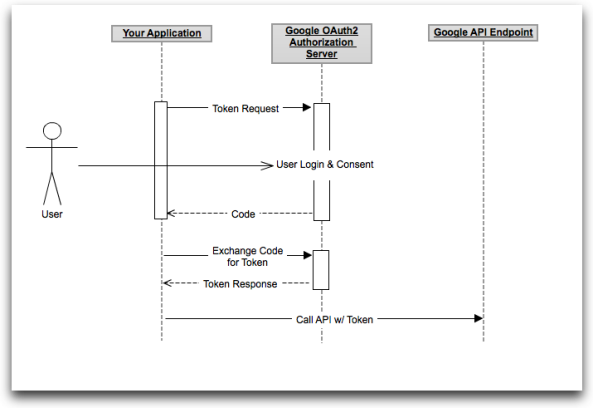 Your Application
Google OAuth2
Authorization
Server
Google API Endpoint
Token Request
User Login & Consent
User
Code
Exchange Code
for Token
Token Response
Call API w/ Token